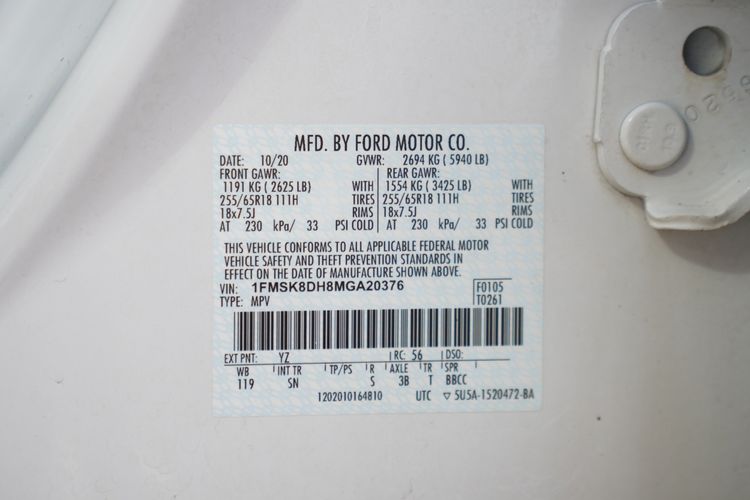 MFD. BY FORD MOTOR CO.
DATE: 10/20 GVWR: 2694 KG ( 5940 LB)
FRONT GAWR: REAR GAWR:
1191 KG ( 2625 LB) WITH 1554 KG ( 3425 LB) WITH
255/65R18 111H TIRES 255/65R18 111H TIRES
18x7.5J RIMS 18x7.5J RIMS
AT 230 kPa/ 33 PSI COLD AT 230 kPa/ 33 PSI COLD
THIS VEHICLE CONFORMS TO ALL APPLICABLE FEDERAL MOTOR
VEHICLE SAFETY AND THEFT PREVENTION STANDARDS IN
EFFECT ON THE DATE OF MANUFACTURE SHOWN ABOVE.
VIN: 1FMSK8DH8MGA20376 F0105
TYPE: MPV T0261
EXT PNT: YZ RC: 56 DSO:
WB INT TR TP/PS R AXLE TR SPR
119 SN S 3B T BBCC
1202010164810 UTC ▽ 5U5A-1520472-BA